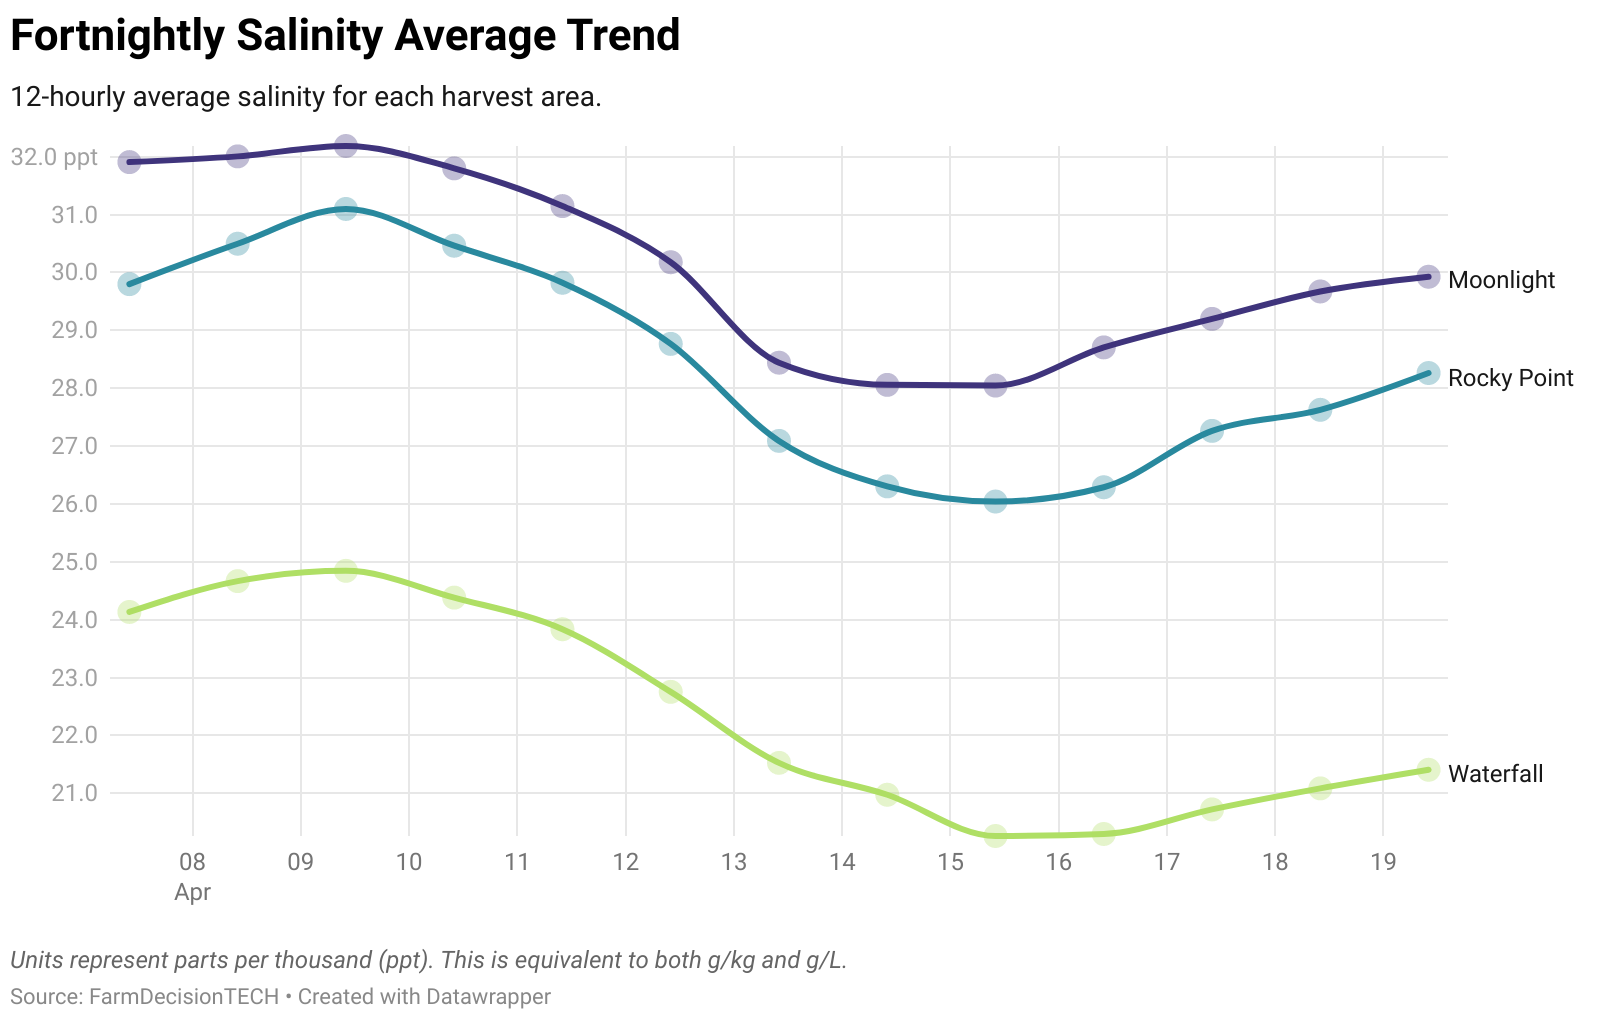 Fortnightly Salinity Average Trend
12-hourly average salinity for each harvest area.
32.0 ppt
31.0
30.0
29.0
28.0
27.0
26.0
25.0
24.0
23.0
22.0
21.0
Moonlight
Rocky Point
Waterfall
08 09 10 11 12 13 14 15 16 17 18 19
Apr
Units represent parts per thousand (ppt). This is equivalent to both g/kg and g/L.
Source: FarmDecisionTECH • Created with Datawrapper